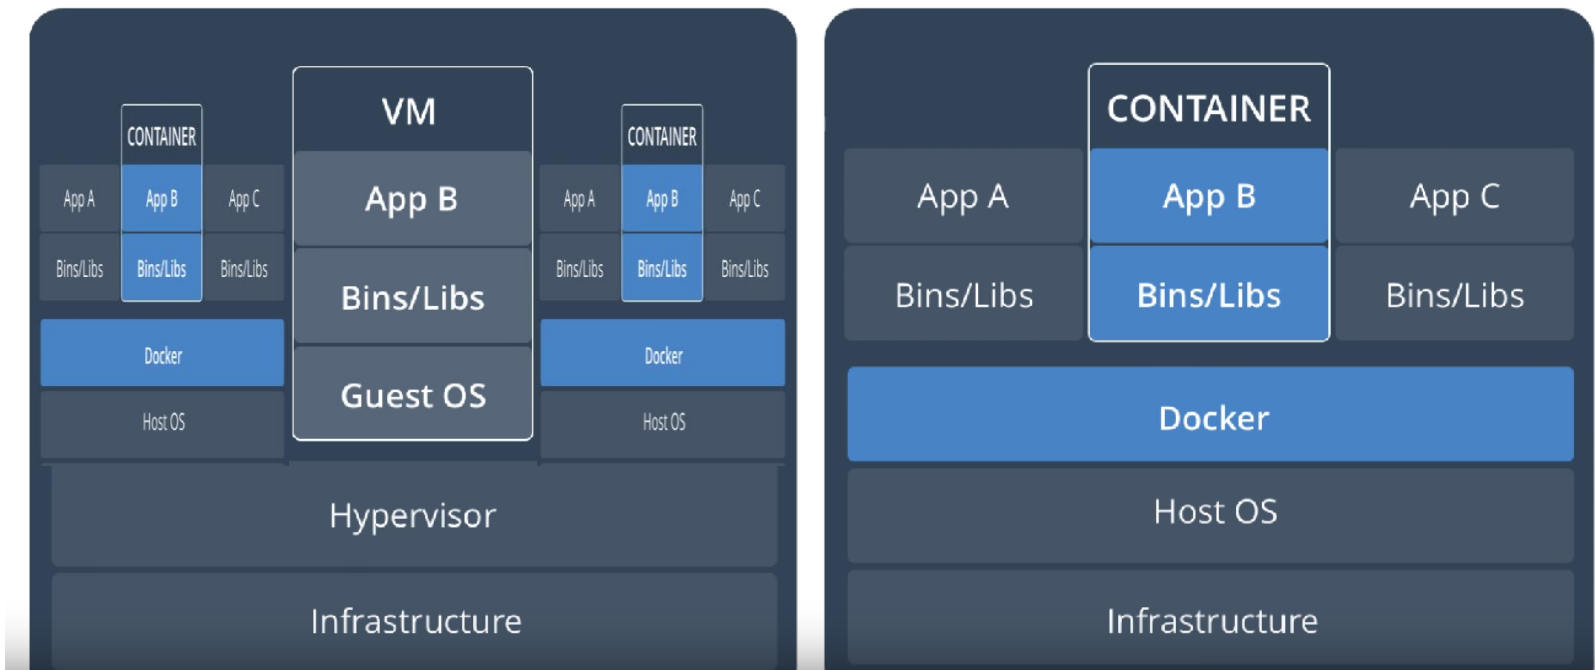 VM
CONTAINER
App A
App B
App C
Bins/Libs
Bins/Libs
Bins/Libs
Docker
Host OS
App B
Bins/Libs
Guest OS
CONTAINER
App A
App B
App C
Bins/Libs
Bins/Libs
Bins/Libs
Docker
Host OS
Hypervisor
Infrastructure
CONTAINER
App A
App B
App C
Bins/Libs
Bins/Libs
Bins/Libs
Docker
Host OS
Infrastructure